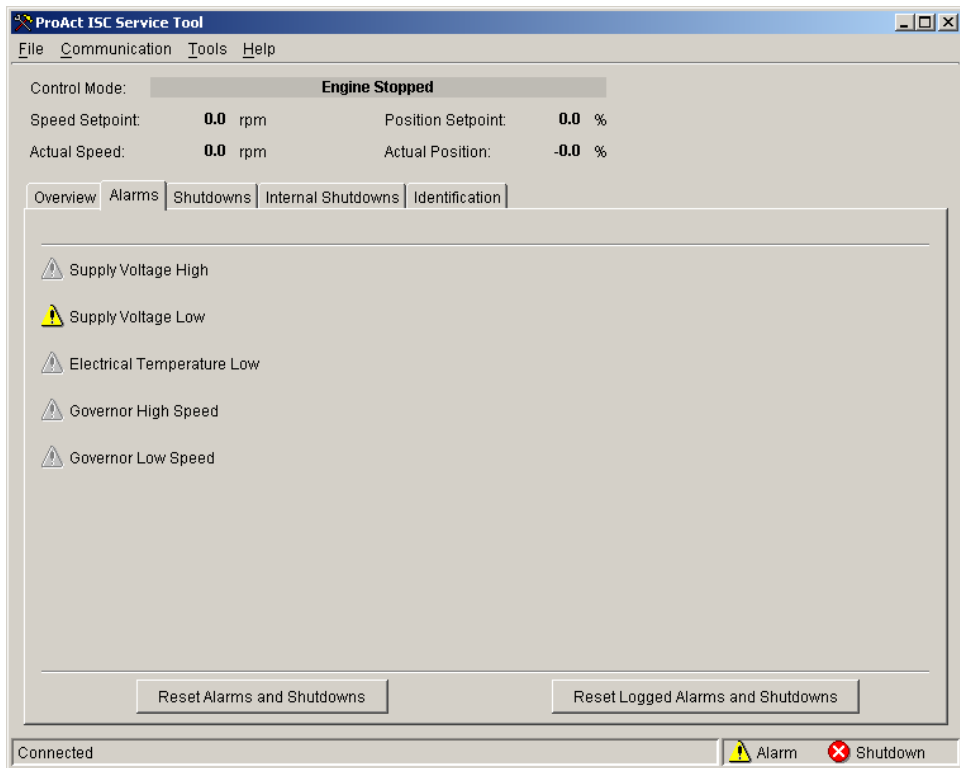 ProAct ISC Service Tool
File Communication Tools Help
Control Mode: Engine Stopped
Speed Setpoint: 0.0 rpm Position Setpoint: 0.0 %
Actual Speed: 0.0 rpm Actual Position: -0.0 %
Overview Alarms Shutdowns Internal Shutdowns Identification
Supply Voltage High
Supply Voltage Low
Electrical Temperature Low
Governor High Speed
Governor Low Speed
Reset Alarms and Shutdowns Reset Logged Alarms and Shutdowns
Connected Alarm Shutdown